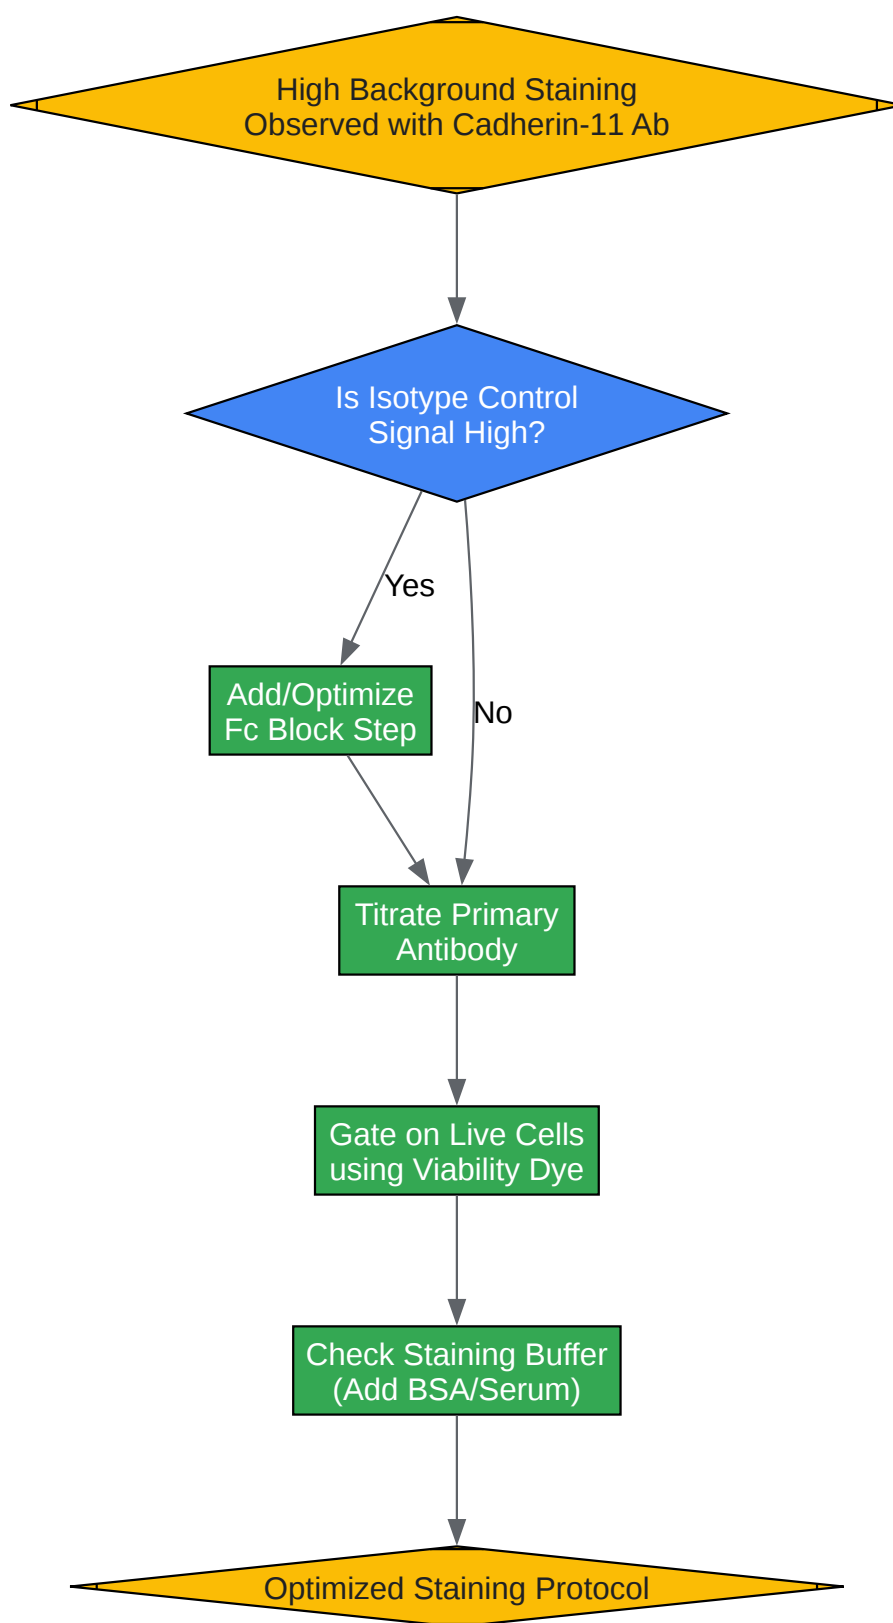 High Background Staining
Observed with Cadherin-11 Ab
Is Isotype Control
Signal High?
Yes
Add/Optimize
Fc Block Step
No
Titrate Primary
Antibody
Gate on Live Cells
using Viability Dye
Check Staining Buffer
(Add BSA/Serum)
Optimized Staining Protocol